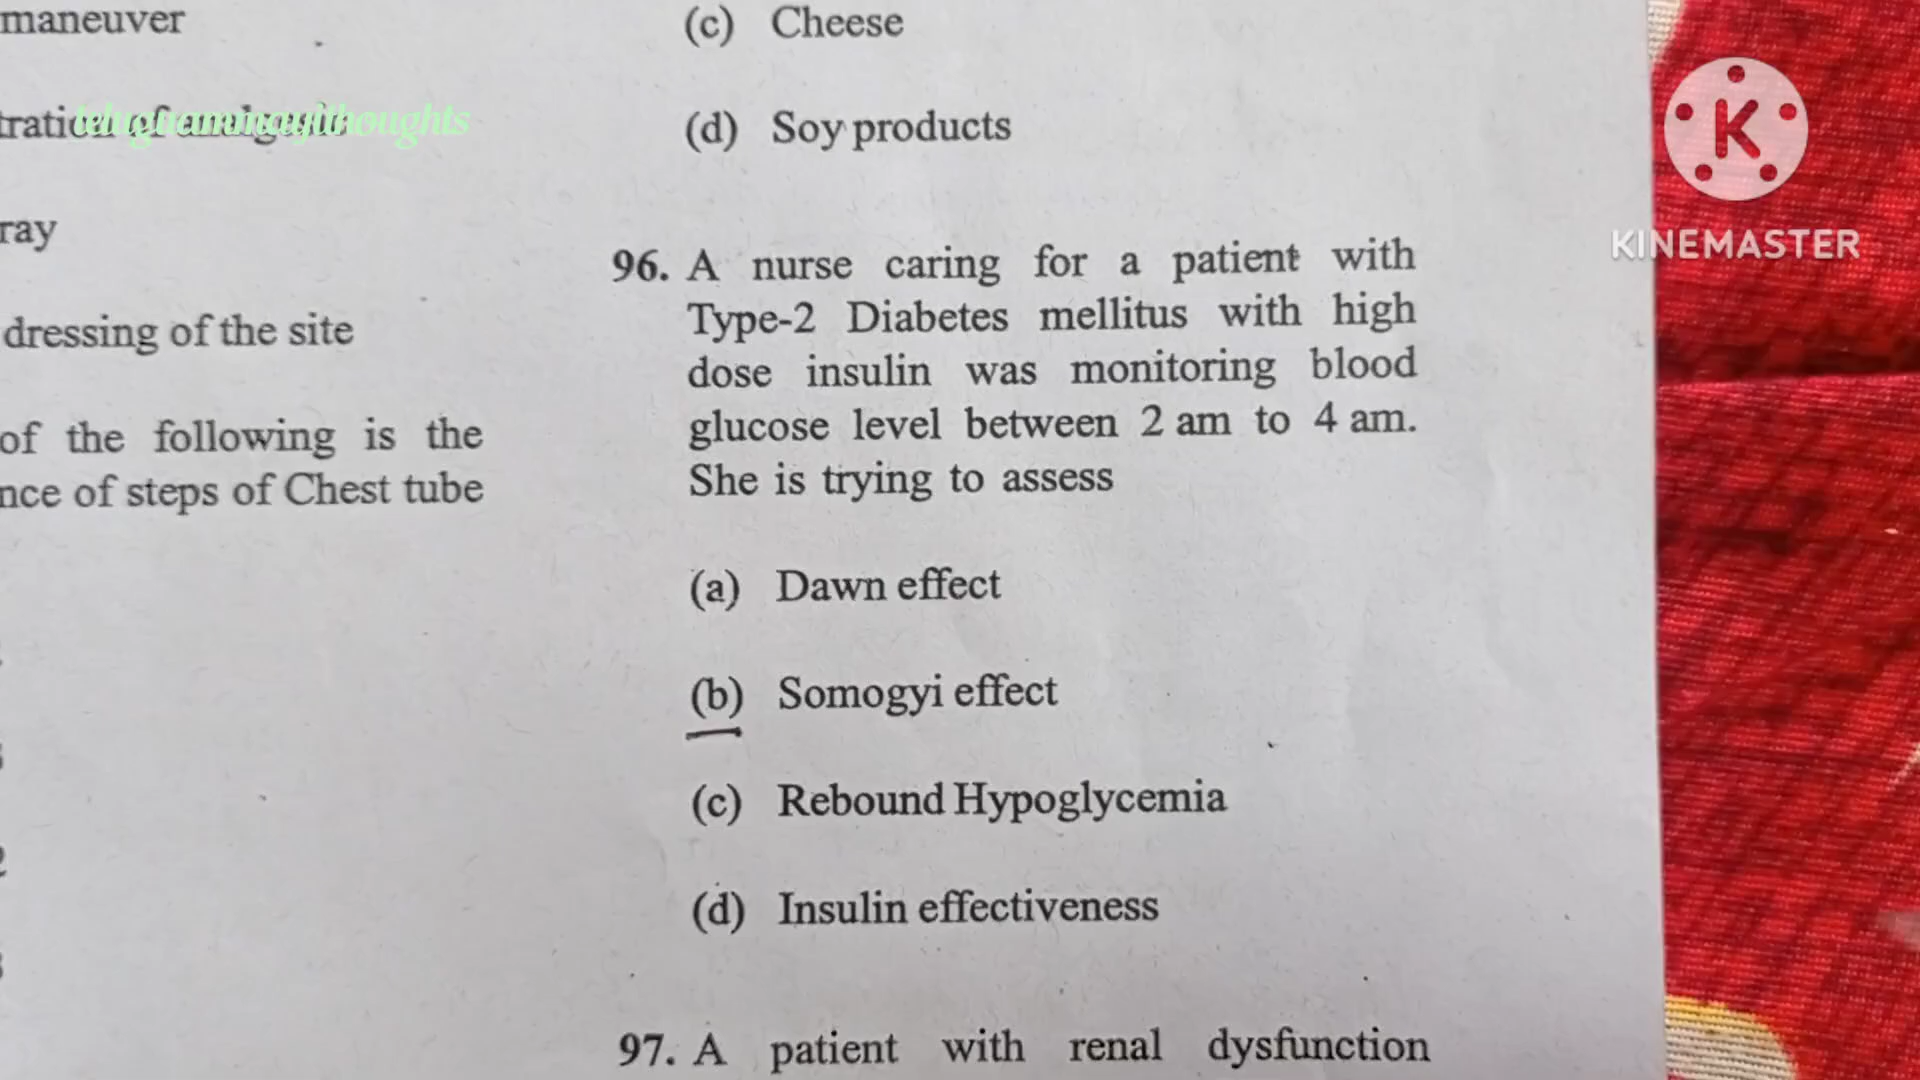 maneuver
ray
dressing of the site
of the following is the
nce of steps of Chest tube
(c) Cheese
(d) Soy products
96. A nurse caring for a patient with
Type-2 Diabetes mellitus with high
dose insulin was monitoring blood
glucose level between 2 am to 4 am.
She is trying to assess
(a) Dawn effect
(b) Somogyi effect
(c) Rebound Hypoglycemia
(d) Insulin effectiveness
97. A patient with renal dysfunction
K
KINEMASTER